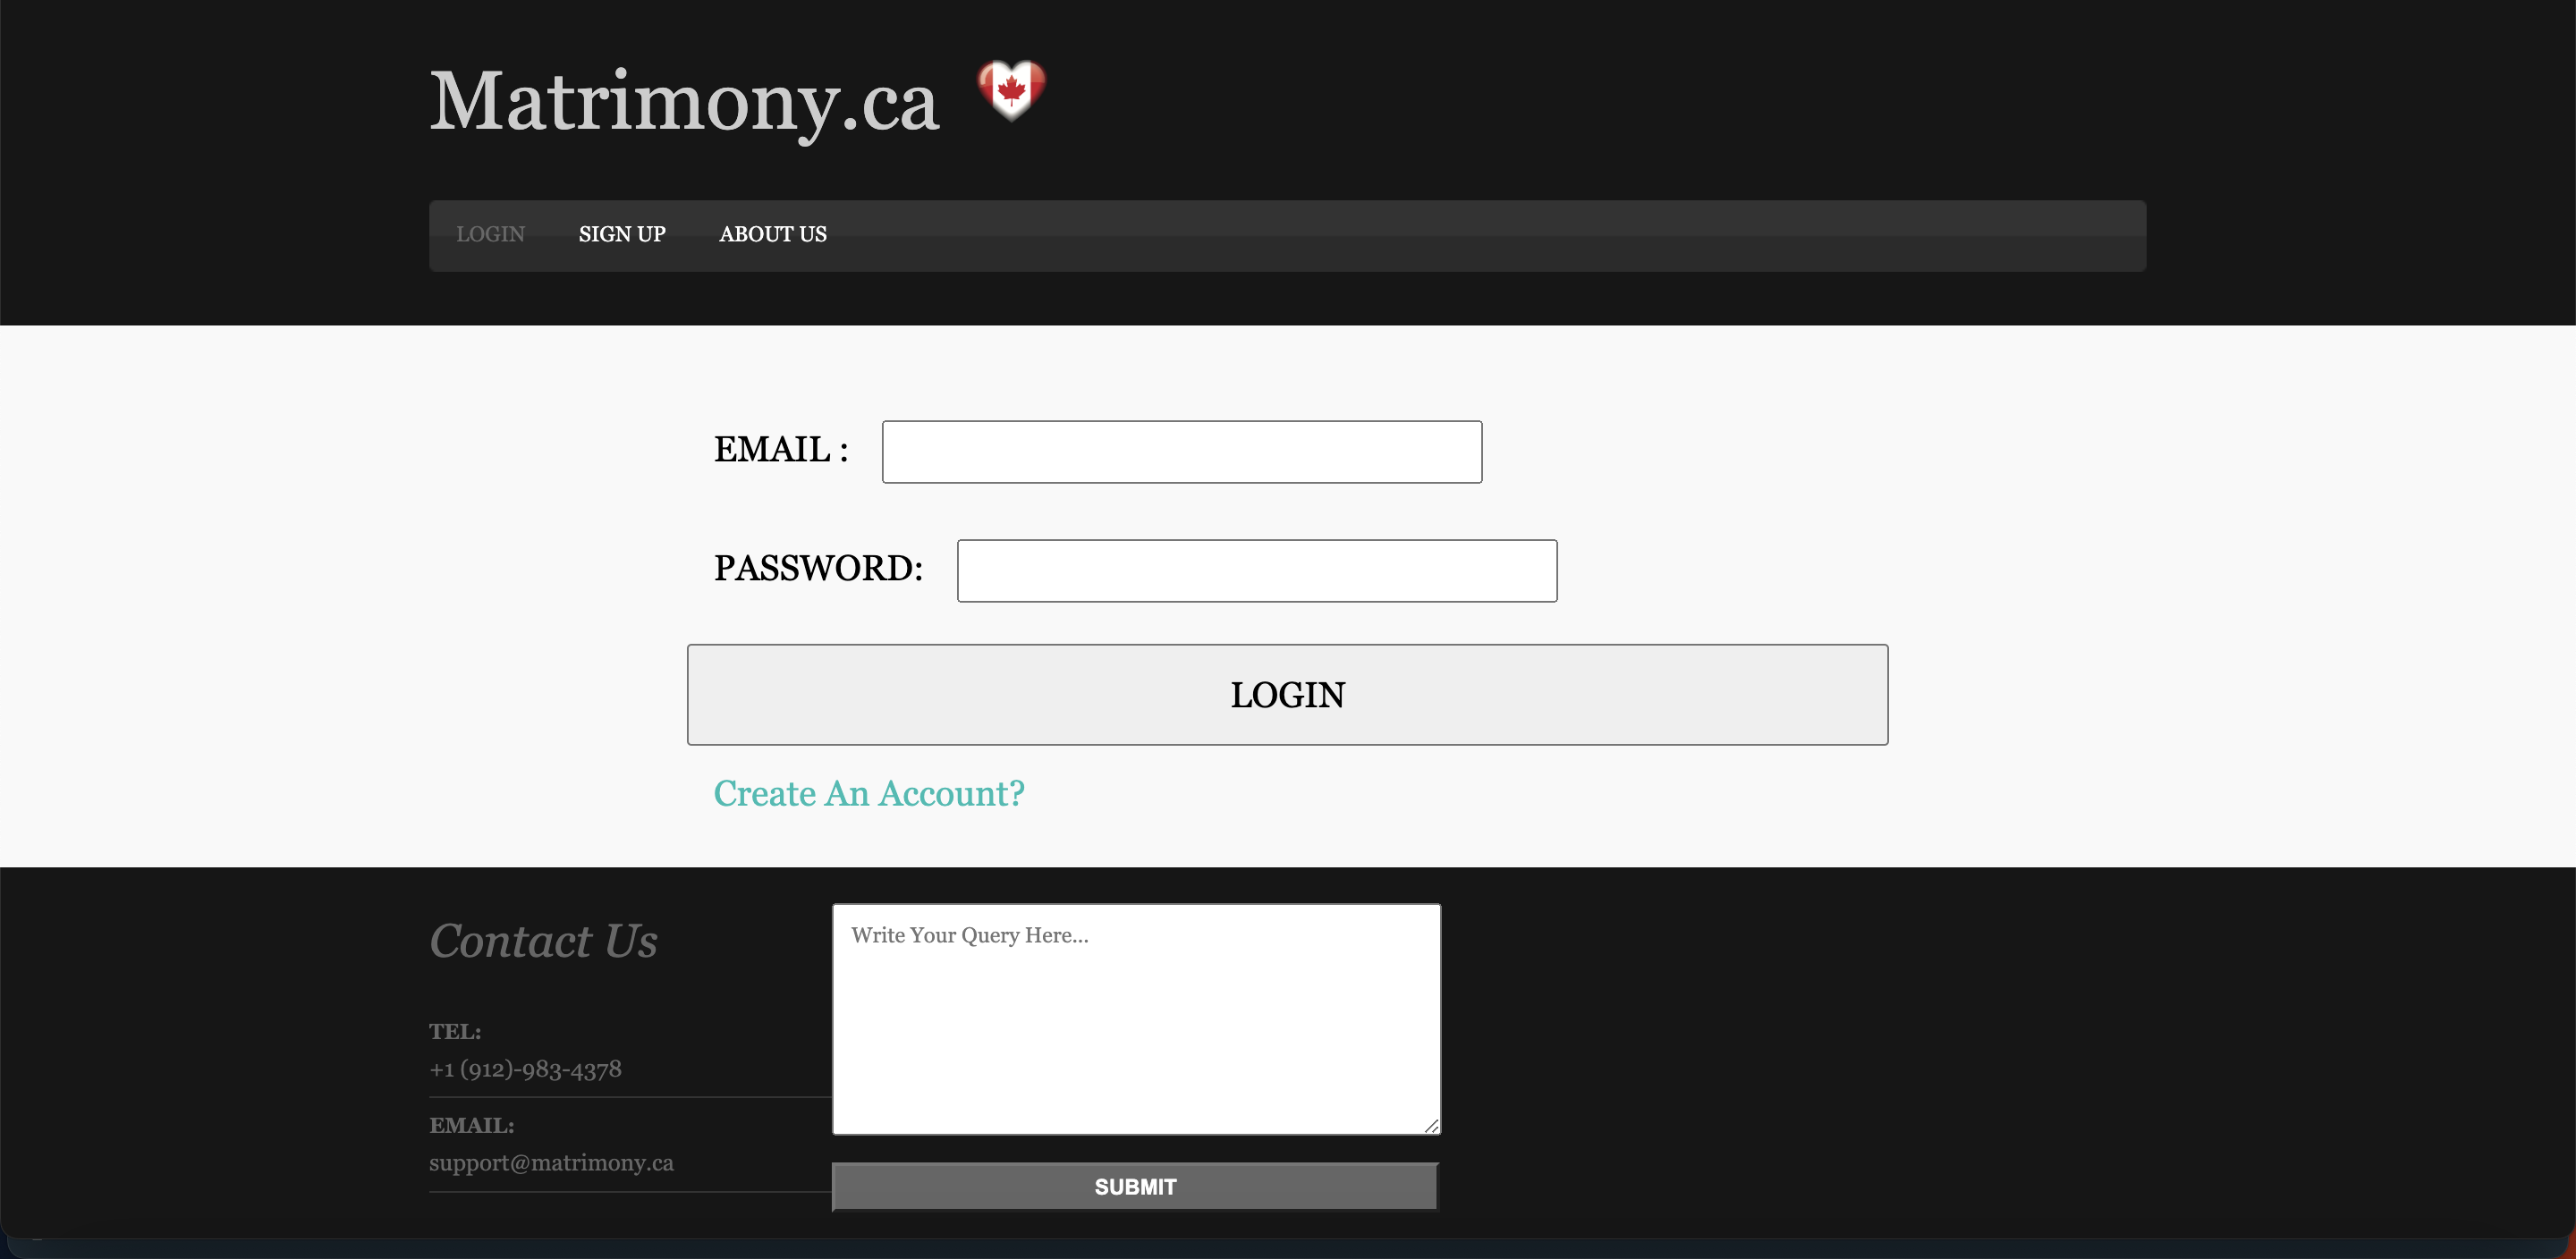 Matrimony.ca
LOGIN SIGN UP ABOUT US
EMAIL :
PASSWORD:
LOGIN
Create An Account?
Contact Us
TEL:
+1 (912)-983-4378
EMAIL:
support@matrimony.ca
Write Your Query Here...
SUBMIT